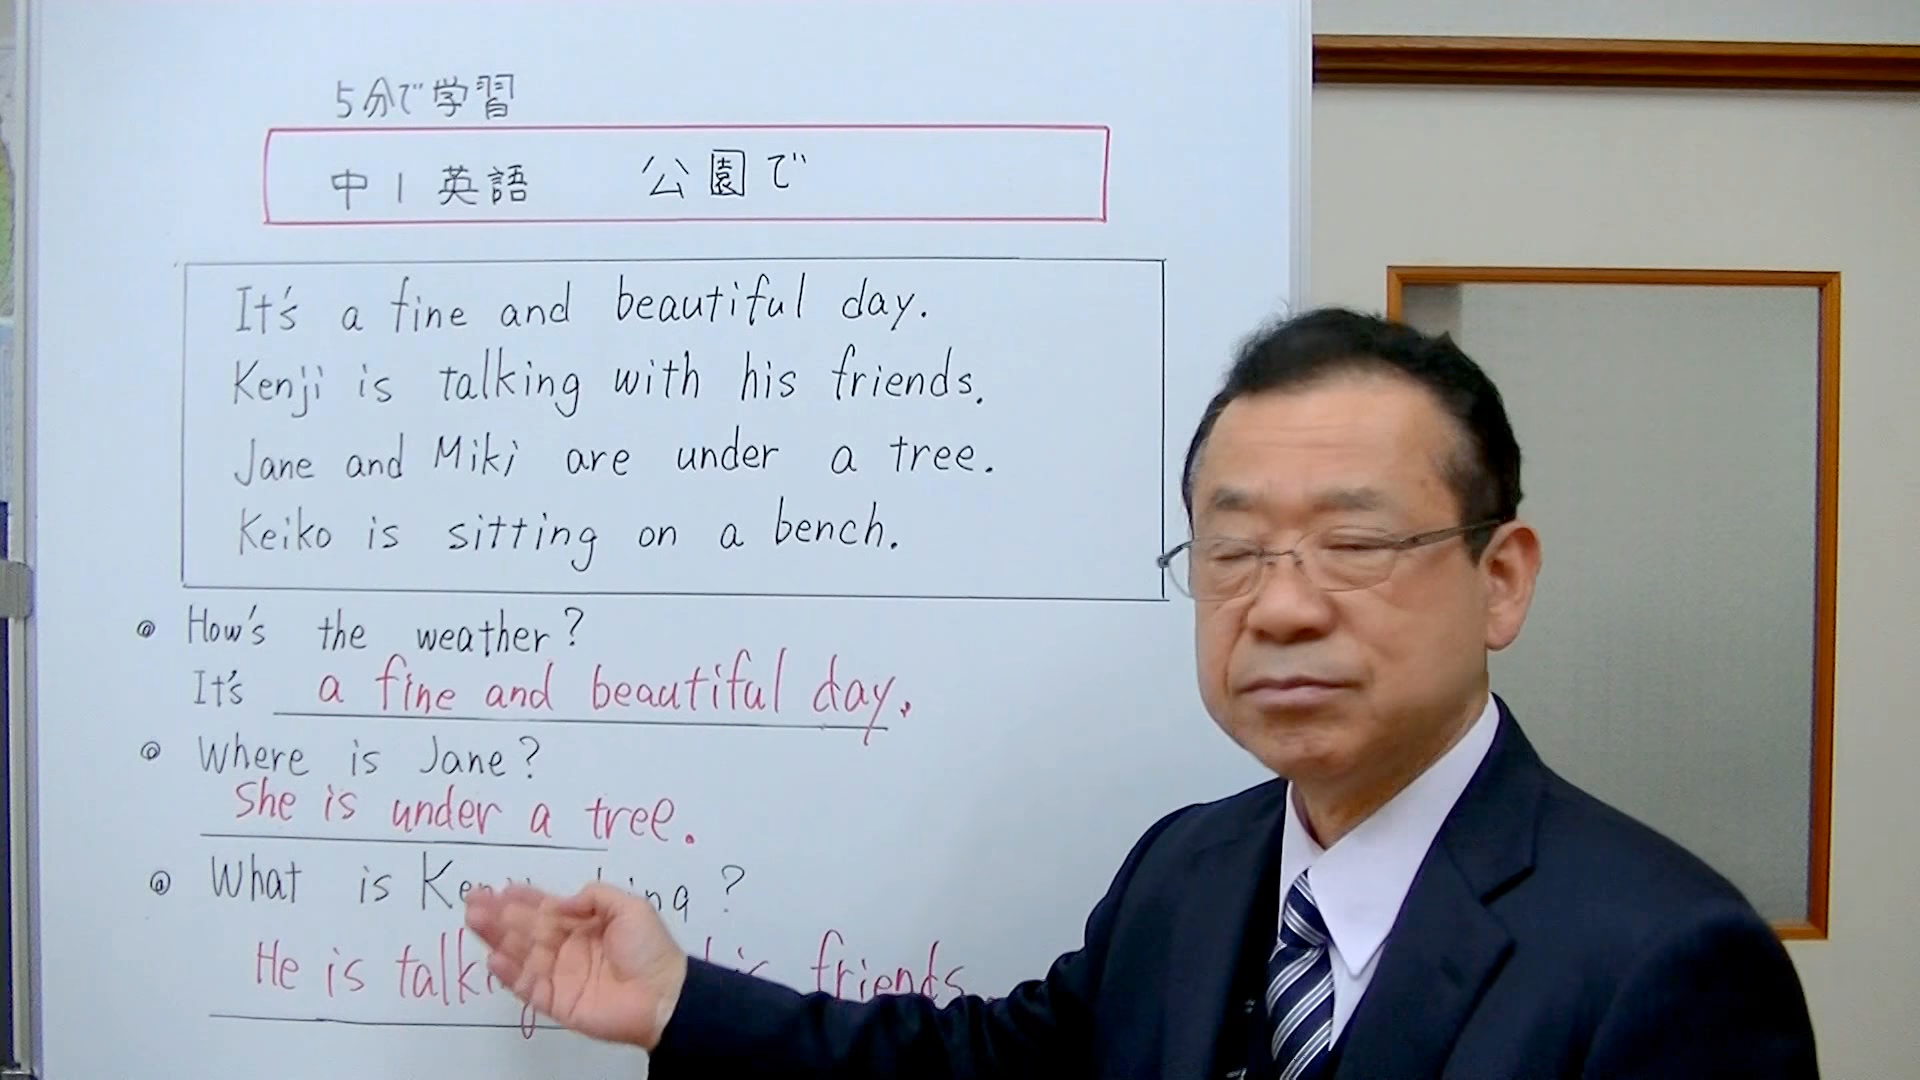 5分で学習
中1英語 公園で
It's a fine and beautiful day.
Kenji is talking with his friends.
Jane and Miki are under a tree.
Keiko is sitting on a bench.
How's the weather?
It's a fine and beautiful day.
Where is Jane?
She is under a tree.
What is ?
He is friends.